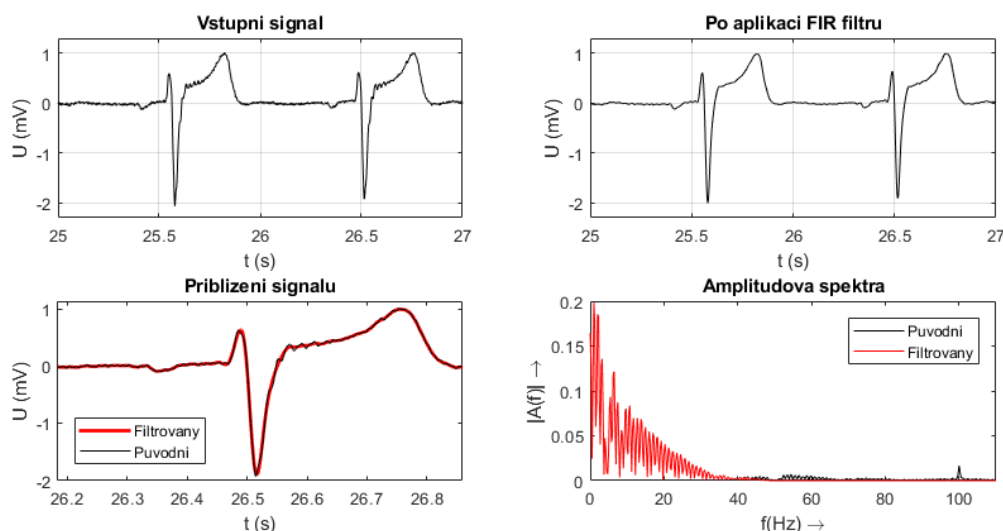 Vstupni signal
U (mV)
1
0
-1
-2
25
25.5
26
26.5
27
t (s)
Po aplikaci FIR filtru
U (mV)
1
0
-1
-2
25
25.5
26
26.5
27
t (s)
Priblizeni signalu
U (mV)
1
0
-1
-2
Filtrovany
Puvodni
26.2
26.3
26.4
26.5
26.6
26.7
26.8
t (s)
Amplitudova spektra
|A(f)| →
0.2
0.15
0.1
0.05
0
Puvodni
Filtrovany
0
20
40
60
80
100
f(Hz) →